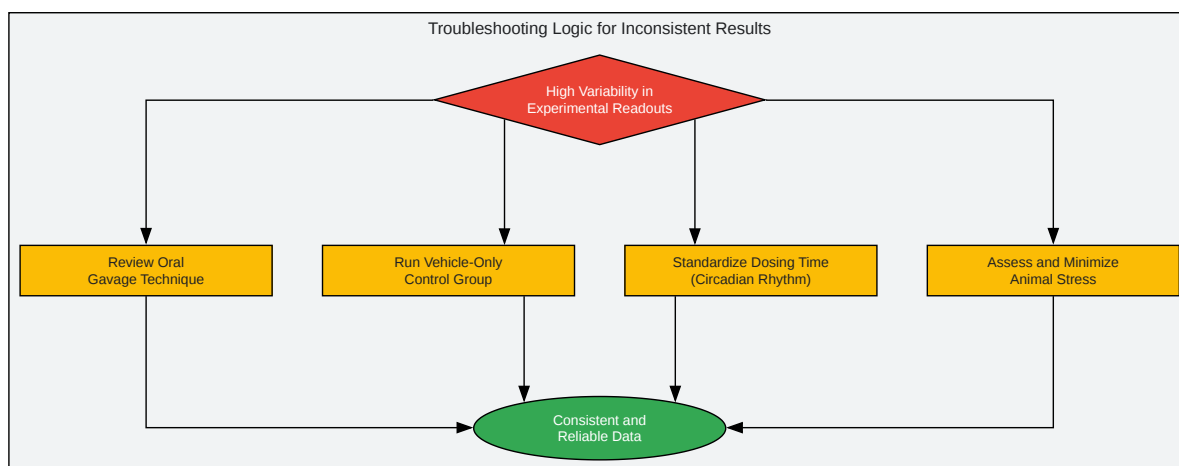 Troubleshooting Logic for Inconsistent Results
High Variability in
Experimental Readouts
Review Oral
Gavage Technique
Run Vehicle-Only
Control Group
Standardize Dosing Time
(Circadian Rhythm)
Assess and Minimize
Animal Stress
Consistent and
Reliable Data